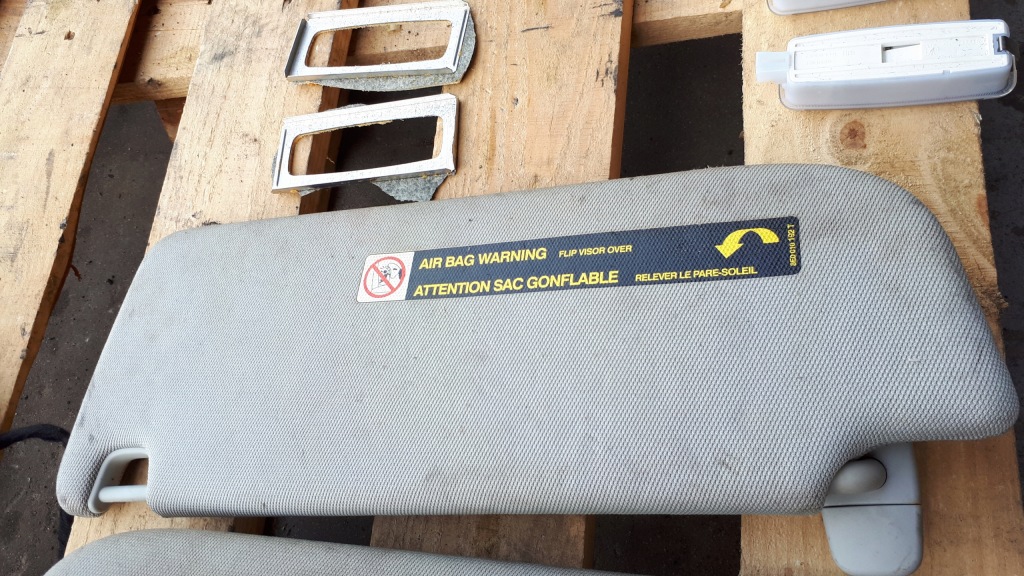 AIR BAG WARNING FLIP VISOR OVER
ATTENTION SAC GONFLABLE RELEVER LE PARE-SOLEIL